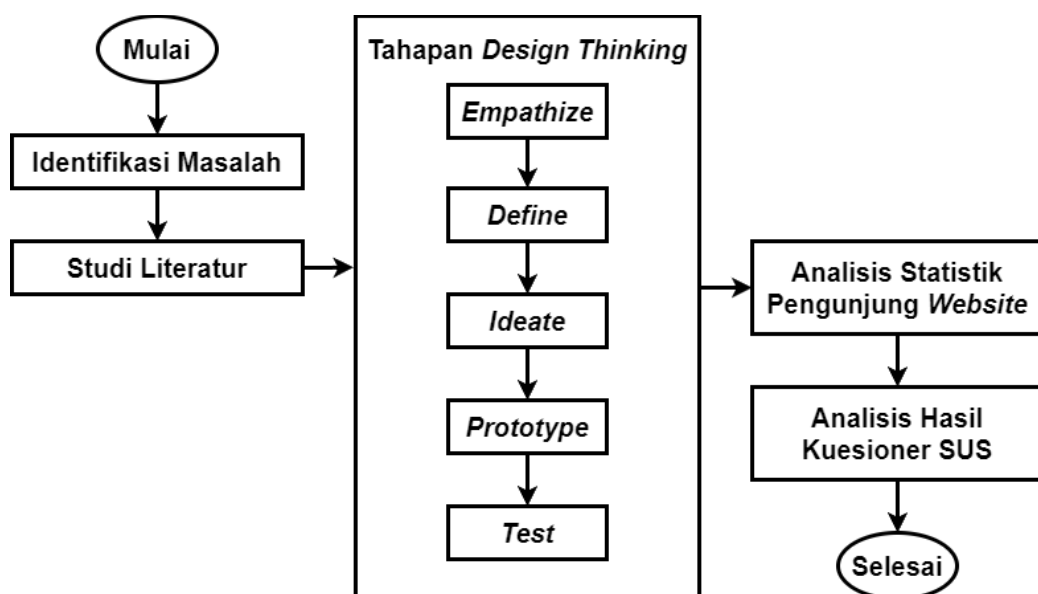 Mulai
Identifikasi Masalah
Studi Literatur
Tahapan Design Thinking
Empathize
Define
Ideate
Prototype
Test
Analisis Statistik
Pengunjung Website
Analisis Hasil
Kuesioner SUS
Selesai